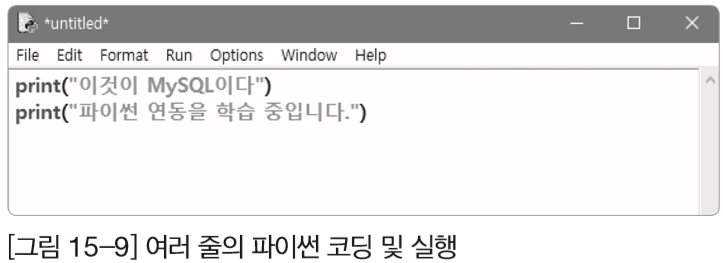 *untitled*
File Edit Format Run Options Window Help
print("이것이 MySQL이다")
print("파이썬 연동을 학습 중입니다.")
[그림 15-9] 여러 줄의 파이썬 코딩 및 실행